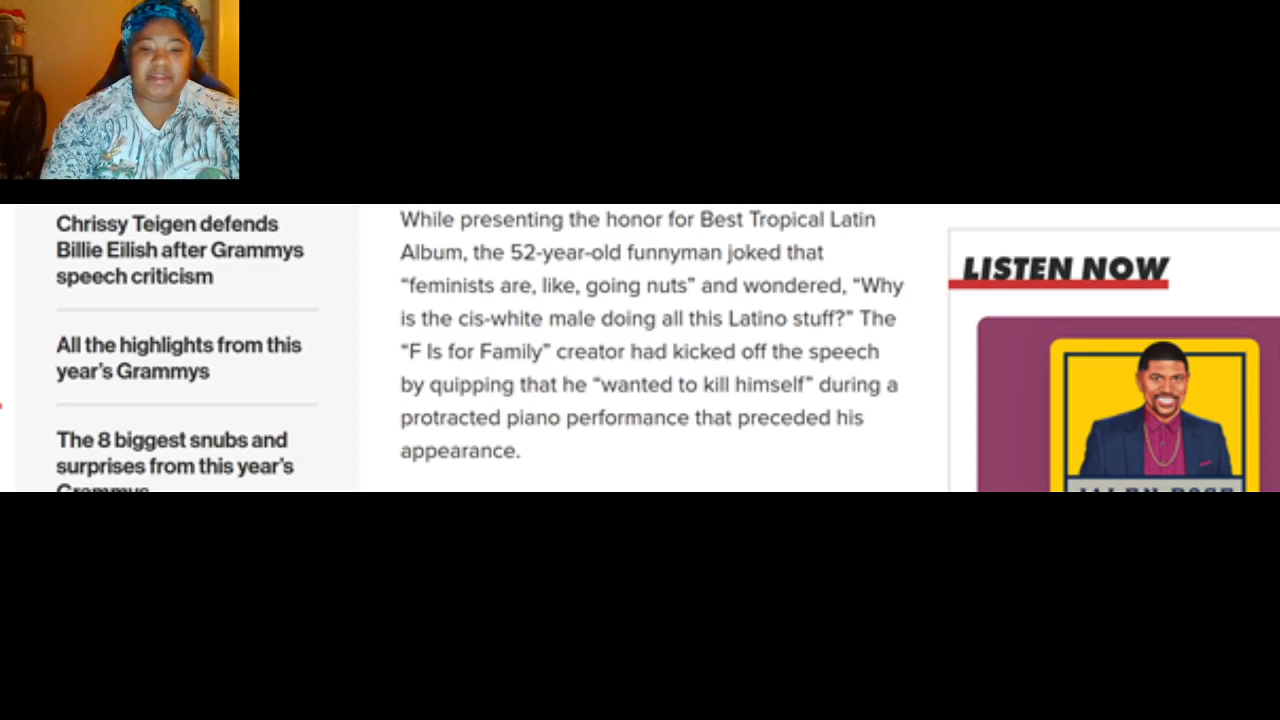 Chrissy Teigen defends
Billie Eilish after Grammys
speech criticism
All the highlights from this
year's Grammys
The 8 biggest snubs and
surprises from this year's
Grammys
While presenting the honor for Best Tropical Latin
Album, the 52-year-old funnyman joked that
“feminists are, like, going nuts” and wondered, “Why
is the cis-white male doing all this Latino stuff?” The
“F Is for Family” creator had kicked off the speech
by quipping that he “wanted to kill himself” during a
protracted piano performance that preceded his
appearance.
LISTEN NOW
JALEN ROSE